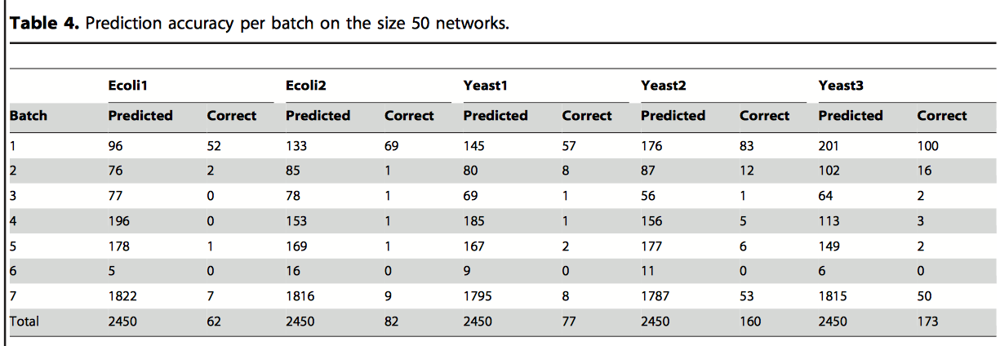 Table 4. Prediction accuracy per batch on the size 50 networks.
Ecoli1 Ecoli2 Yeast1 Yeast2 Yeast3
Batch Predicted Correct Predicted Correct Predicted Correct Predicted Correct Predicted Correct
1 96 52 133 69 145 57 176 83 201 100
2 76 2 85 1 80 8 87 12 102 16
3 77 0 78 1 69 1 56 1 64 2
4 196 0 153 1 185 1 156 5 113 3
5 178 1 169 1 167 2 177 6 149 2
6 5 0 16 0 9 0 11 0 6 0
7 1822 7 1816 9 1795 8 1787 53 1815 50
Total 2450 62 2450 82 2450 77 2450 160 2450 173